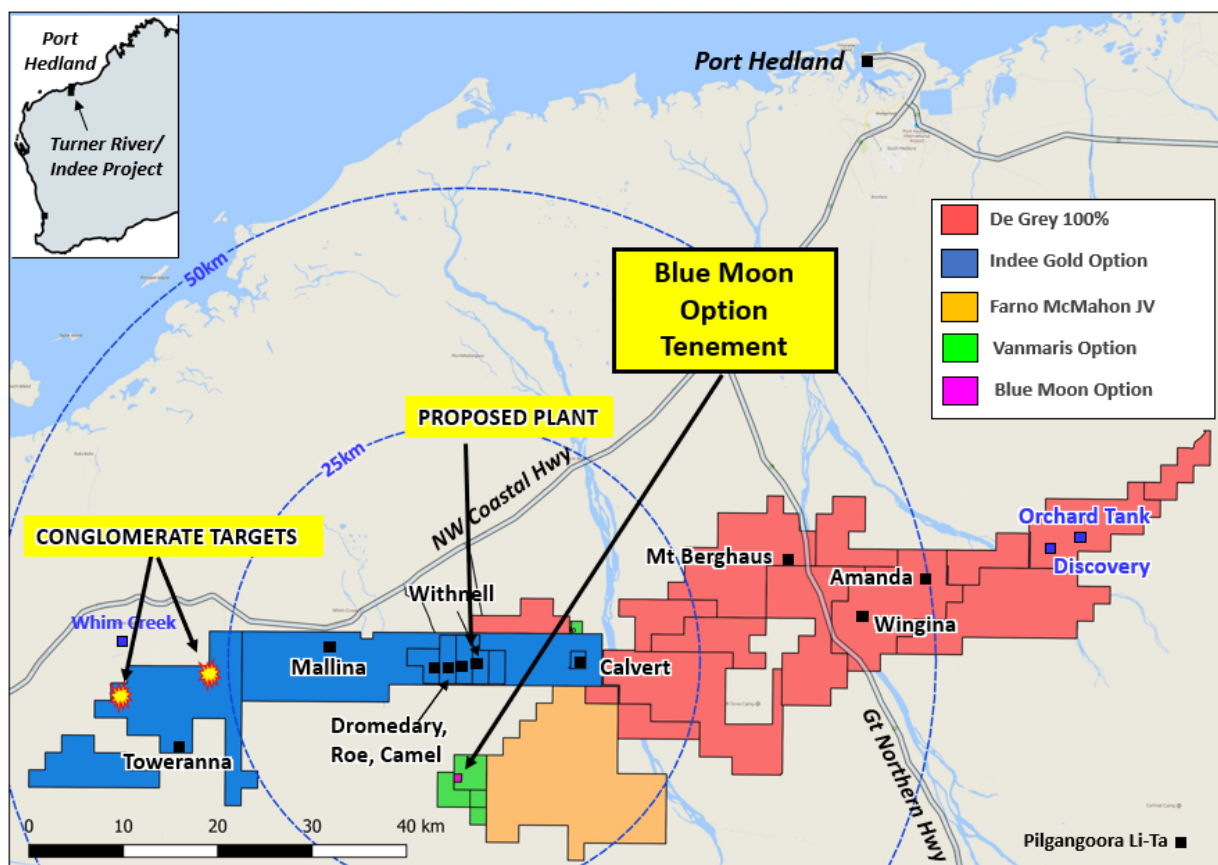 Port
Hedland
Turner River/
Indee Project
Port Hedland
De Grey 100%
Indee Gold Option
Farno McMahon JV
Vanmaris Option
Blue Moon Option
50km
Blue Moon
Option
Tenement
PROPOSED PLANT
25km
NW Coastal Hwy
CONGLOMERATE TARGETS
Orchard Tank
Discovery
Mt Berghaus
Amanda
Wingina
Withnell
Whim Creek
Mallina
Calvert
Dromedary,
Roe, Camel
Toweranna
Gt Northern Hwy
0 10 20 30 40 km
Pilgangoora Li-Ta